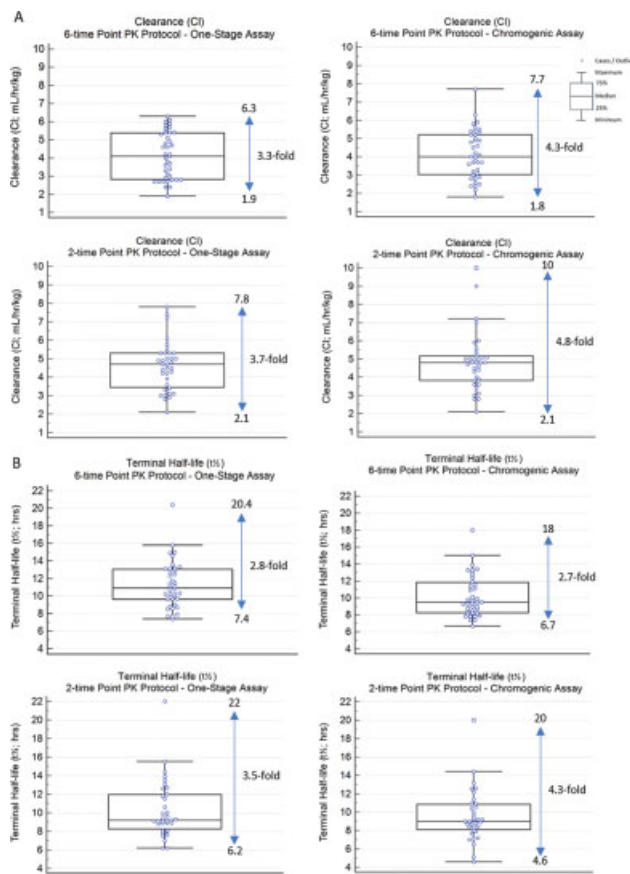 A
Clearance (Cl)
6-time Point PK Protocol - One-Stage Assay
Clearance (Cl; mL/hr/kg)
10
9
8
7
6
5
4
3
2
1
6.3
3.3-fold
1.9
Clearance (Cl)
6-time Point PK Protocol - Chromogenic Assay
Clearance (Cl; mL/hr/kg)
10
9
8
7
6
5
4
3
2
1
7.7
4.3-fold
1.8
Maximum
75%
Median
25%
Minimum
Clearance (Cl)
2-time Point PK Protocol - One-Stage Assay
Clearance (Cl; mL/hr/kg)
10
9
8
7
6
5
4
3
2
1
7.8
3.7-fold
2.1
Clearance (Cl)
2-time Point PK Protocol - Chromogenic Assay
Clearance (Cl; mL/hr/kg)
10
9
8
7
6
5
4
3
2
1
10
4.8-fold
2.1
B
Terminal Half-life (t½)
6-time Point PK Protocol - One-Stage Assay
Terminal Half-life (t½; hrs)
22
20
18
16
14
12
10
8
6
4
20.4
2.8-fold
7.4
Terminal Half-life (t½)
6-time Point PK Protocol - Chromogenic Assay
Terminal Half-life (t½; hrs)
22
20
18
16
14
12
10
8
6
4
18
2.7-fold
6.7
Terminal Half-life (t½)
2-time Point PK Protocol - One-Stage Assay
Terminal Half-life (t½; hrs)
22
20
18
16
14
12
10
8
6
4
22
3.5-fold
6.2
Terminal Half-life (t½)
2-time Point PK Protocol - Chromogenic Assay
Terminal Half-life (t½; hrs)
22
20
18
16
14
12
10
8
6
4
20
4.3-fold
4.6